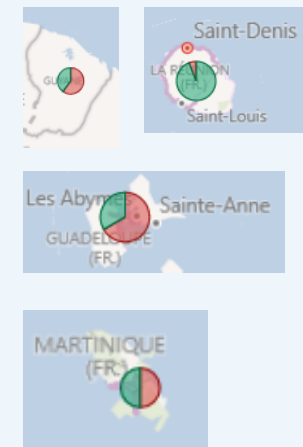 Saint-Denis
LA RÉUNION
(FR.)
Saint-Louis
Les Abymes
Sainte-Anne
GUADELOUPE
(FR.)
MARTINIQUE
(FR.)